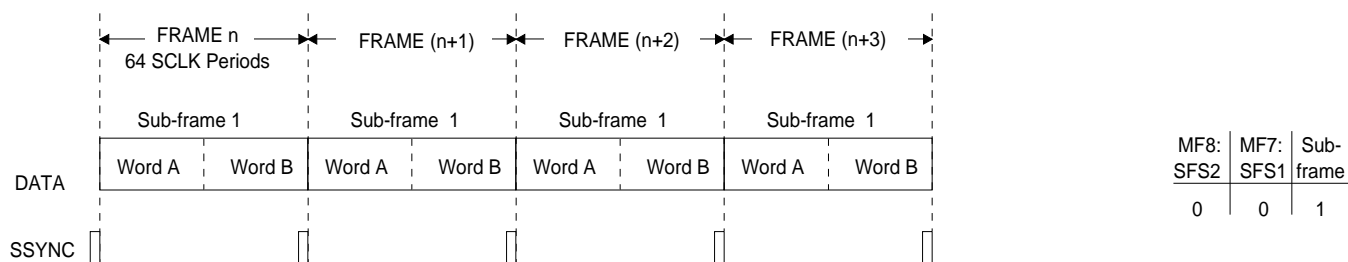 FRAME n FRAME (n+1) FRAME (n+2) FRAME (n+3)
64 SCLK Periods
Sub-frame 1 Sub-frame 1 Sub-frame 1 Sub-frame 1
DATA Word A Word B Word A Word B Word A Word B Word A Word B
SSYNC
MF8: MF7: Sub-
SFS2 SFS1 frame
0 0 1